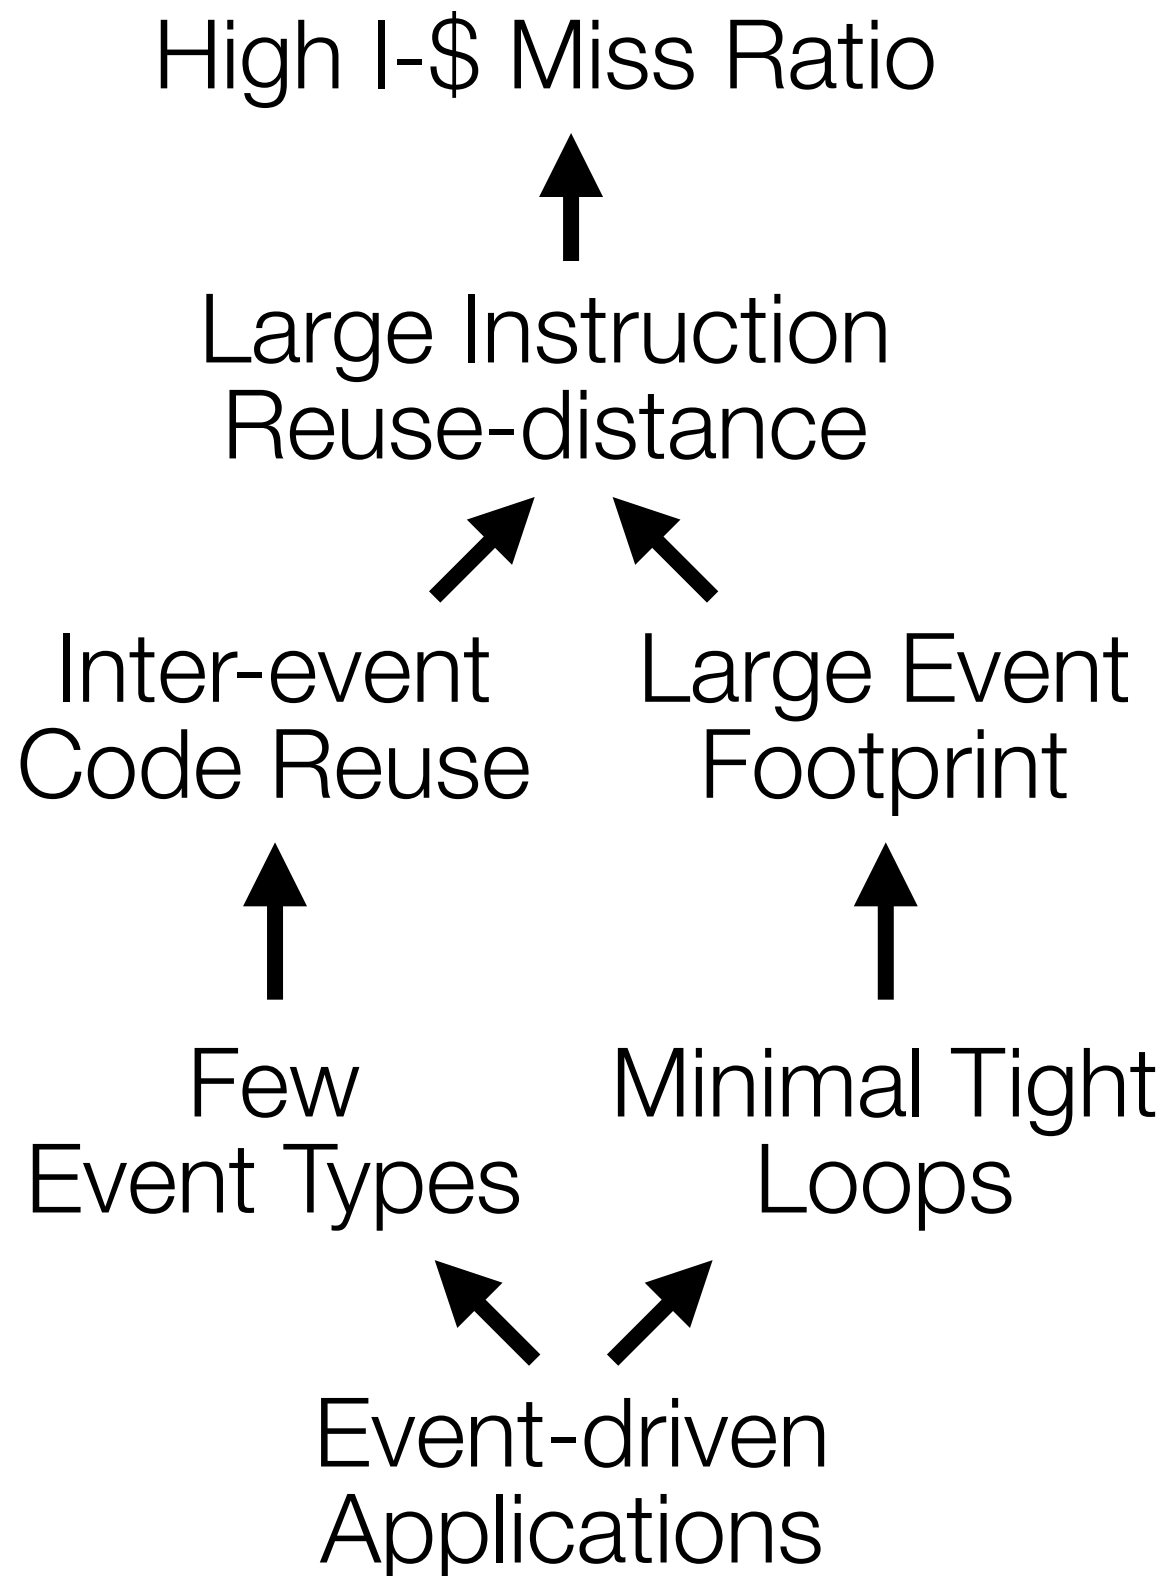 High I-$ Miss Ratio
Large Instruction
Reuse-distance
Inter-event
Code Reuse
Large Event
Footprint
Few
Event Types
Minimal Tight
Loops
Event-driven
Applications